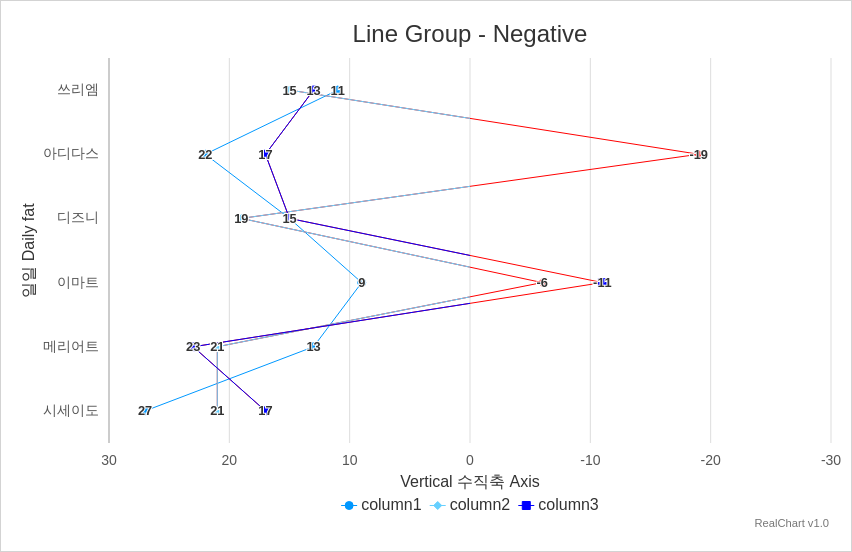 Line Group - Negative
일일 Daily fat
쓰리엠
15 13 11
아디다스
22 17 -19
디즈니
19 15
이마트
9 -6 -11
메리어트
23 21 13
시세이도
27 21 17
30 20 10 0 -10 -20 -30
Vertical 수직축 Axis
column1 column2 column3
RealChart v1.0